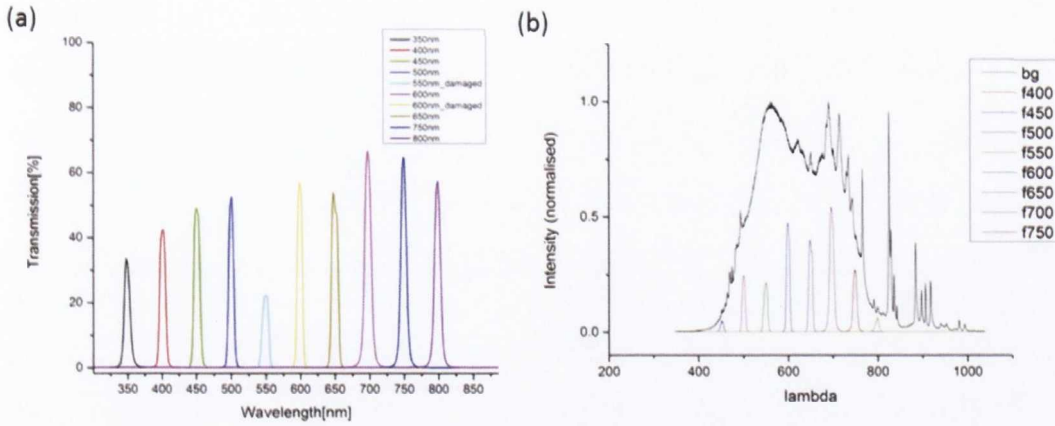 (a)
100
80
60
40
20
0
Transmission[%]
350 400 450 500 550 600 650 700 750 800 850
Wavelength[nm]
350nm
400nm
450nm
500nm
550nm_damaged
600nm
600nm_damaged
650nm
750nm
800nm
(b)
1.0
0.5
0.0
Intensity (normalised)
200 400 600 800 1000
lambda
bg
f400
f450
f500
f550
f600
f650
f700
f750